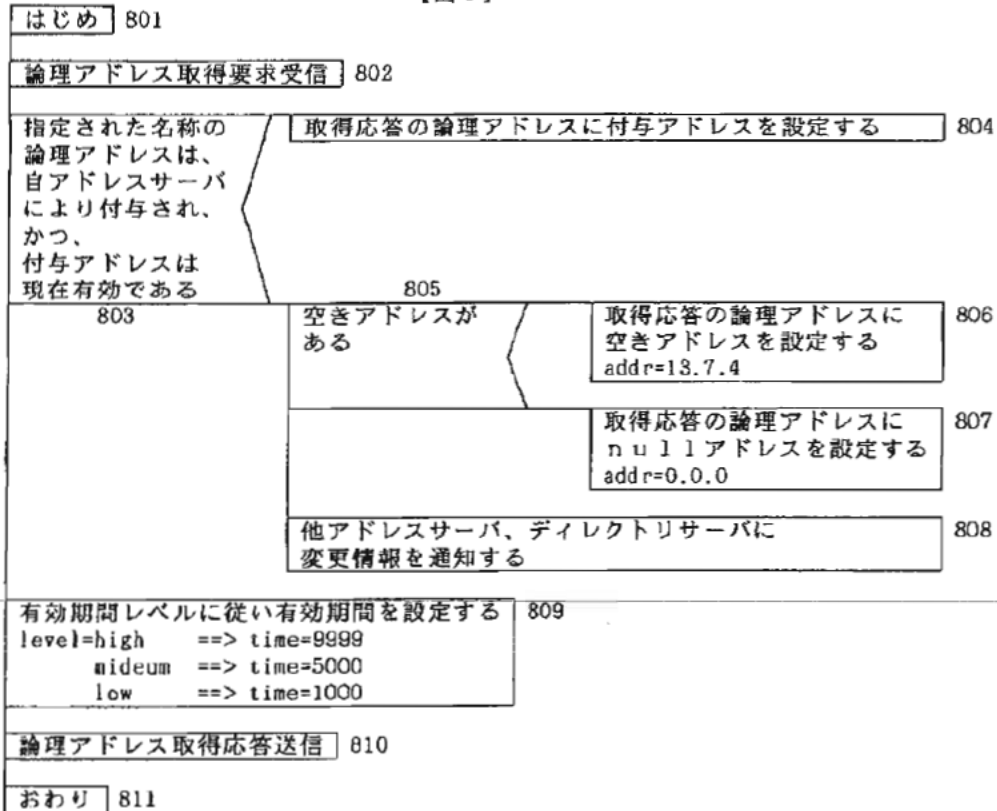 はじめ 801
論理アドレス取得要求受信 802
指定された名称の
論理アドレスは、
自アドレスサーバ
により付与され、
かつ、
付与アドレスは
現在有効である
803
取得応答の論理アドレスに付与アドレスを設定する 804
805
空きアドレスが
ある
取得応答の論理アドレスに 806
空きアドレスを設定する
addr=13.7.4
取得応答の論理アドレスに 807
nullアドレスを設定する
addr=0.0.0
他アドレスサーバ、ディレクトリサーバに 808
変更情報を通知する
有効期間レベルに従い有効期間を設定する 809
level=high ==> time=9999
mideum ==> time=5000
low ==> time=1000
論理アドレス取得応答送信 810
おわり 811